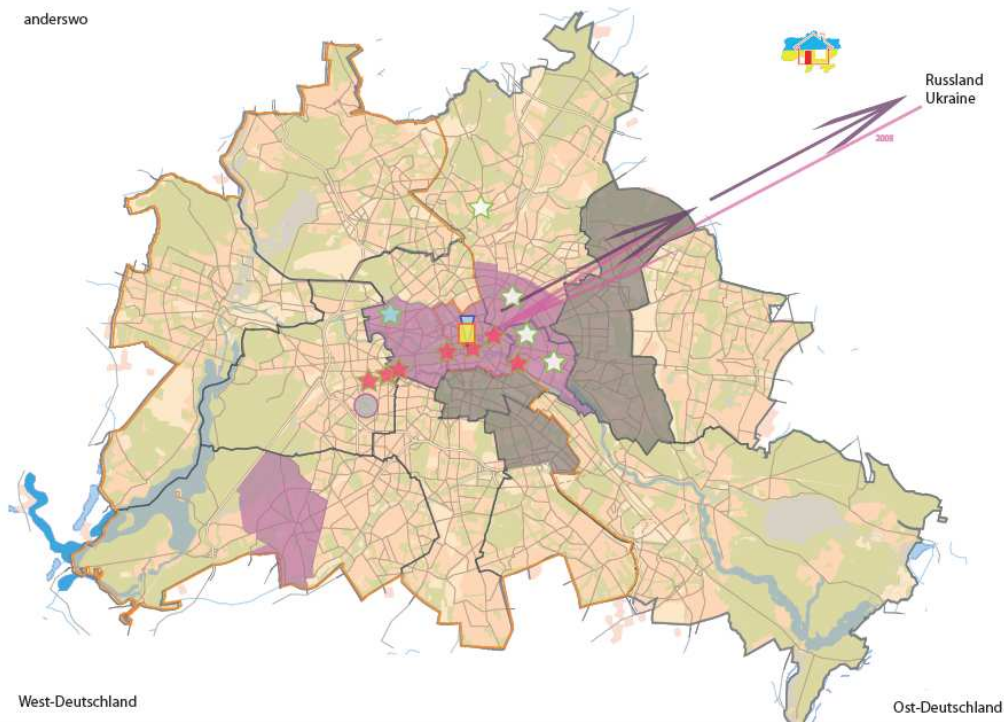 anderswo
Russland
Ukraine
2008
West-Deutschland
Ost-Deutschland